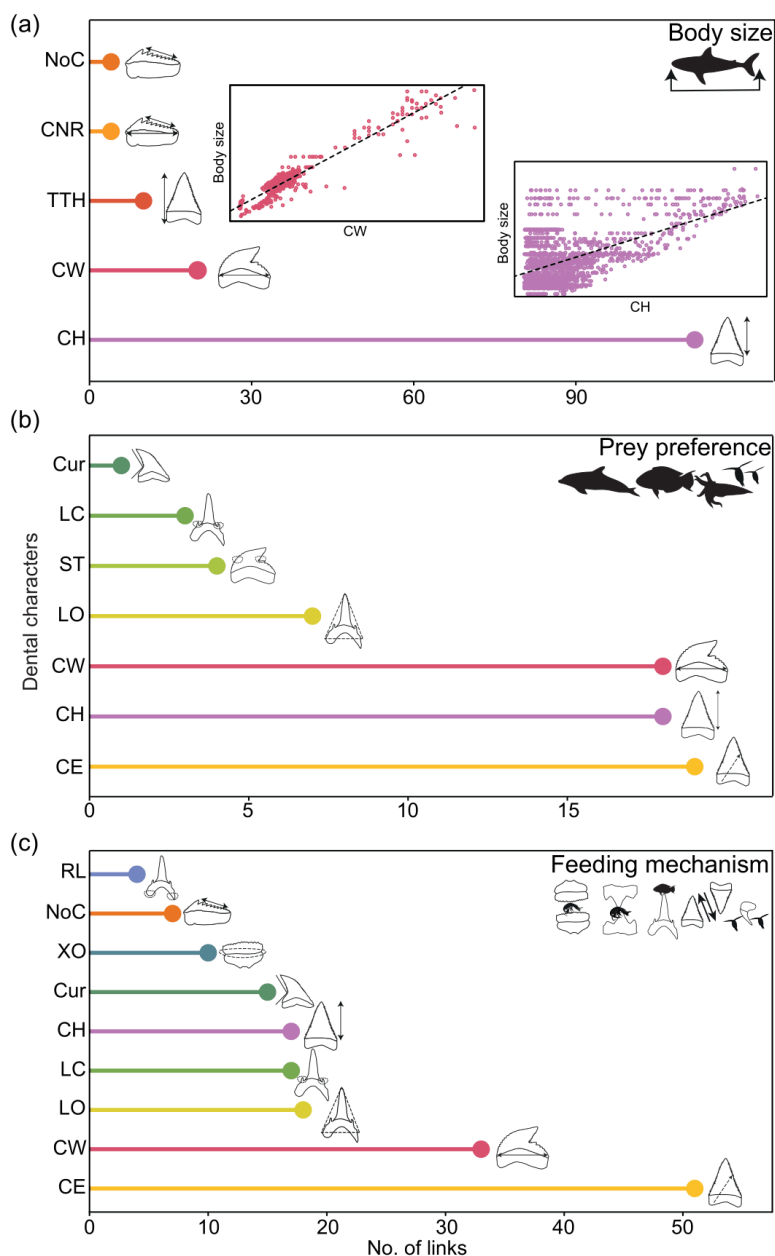 (a)
Body size
NoC
CNR
TTH
CW
CH
Body size
CW
Body size
CH
0 30 60 90
(b)
Prey preference
Dental characters
Cur
LC
ST
LO
CW
CH
CE
0 5 10 15
(c)
Feeding mechanism
RL
NoC
XO
Cur
CH
LC
LO
CW
CE
0 10 20 30 40 50
No. of links